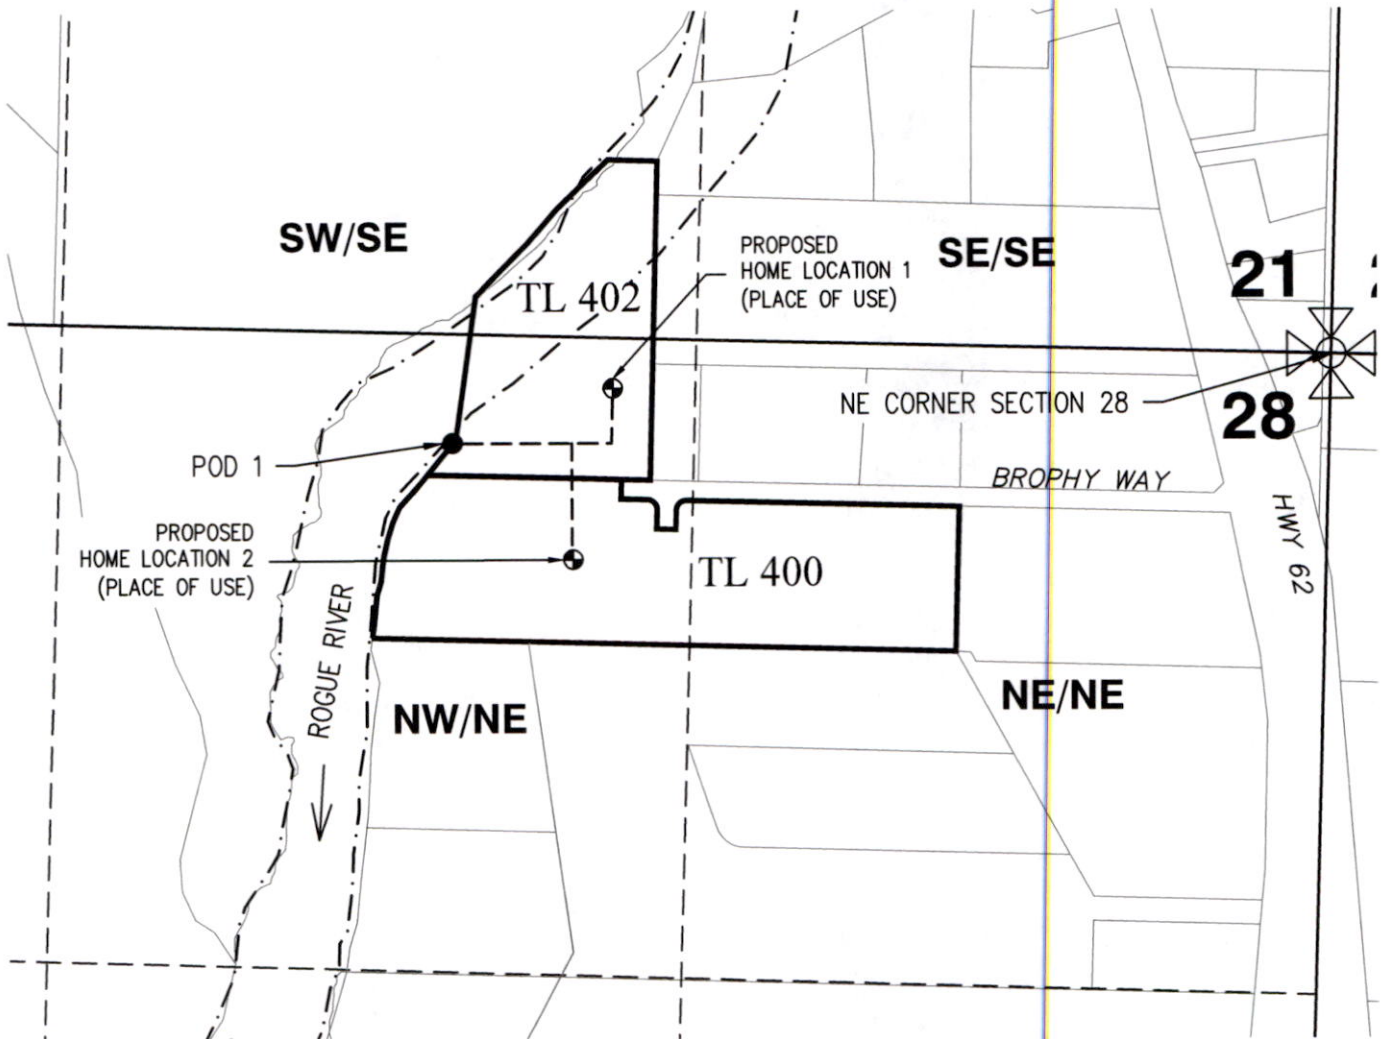 SW/SE
PROPOSED
HOME LOCATION 1
(PLACE OF USE)
SE/SE
21
TL 402
NE CORNER SECTION 28
28
POD 1
BROPHY WAY
HWY 62
PROPOSED
HOME LOCATION 2
(PLACE OF USE)
TL 400
ROGUE RIVER
NW/NE
NE/NE